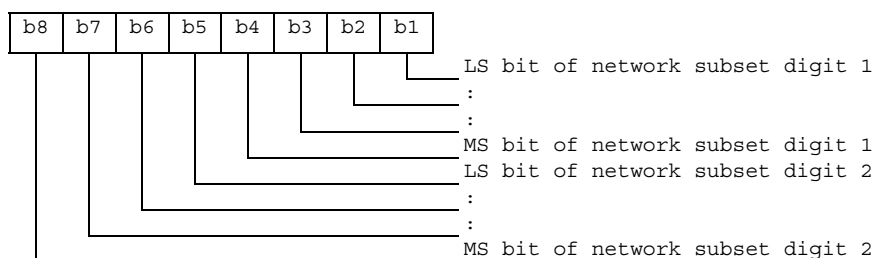 b8 b7 b6 b5 b4 b3 b2 b1
LS bit of network subset digit 1
:
:
MS bit of network subset digit 1
LS bit of network subset digit 2
:
:
MS bit of network subset digit 2